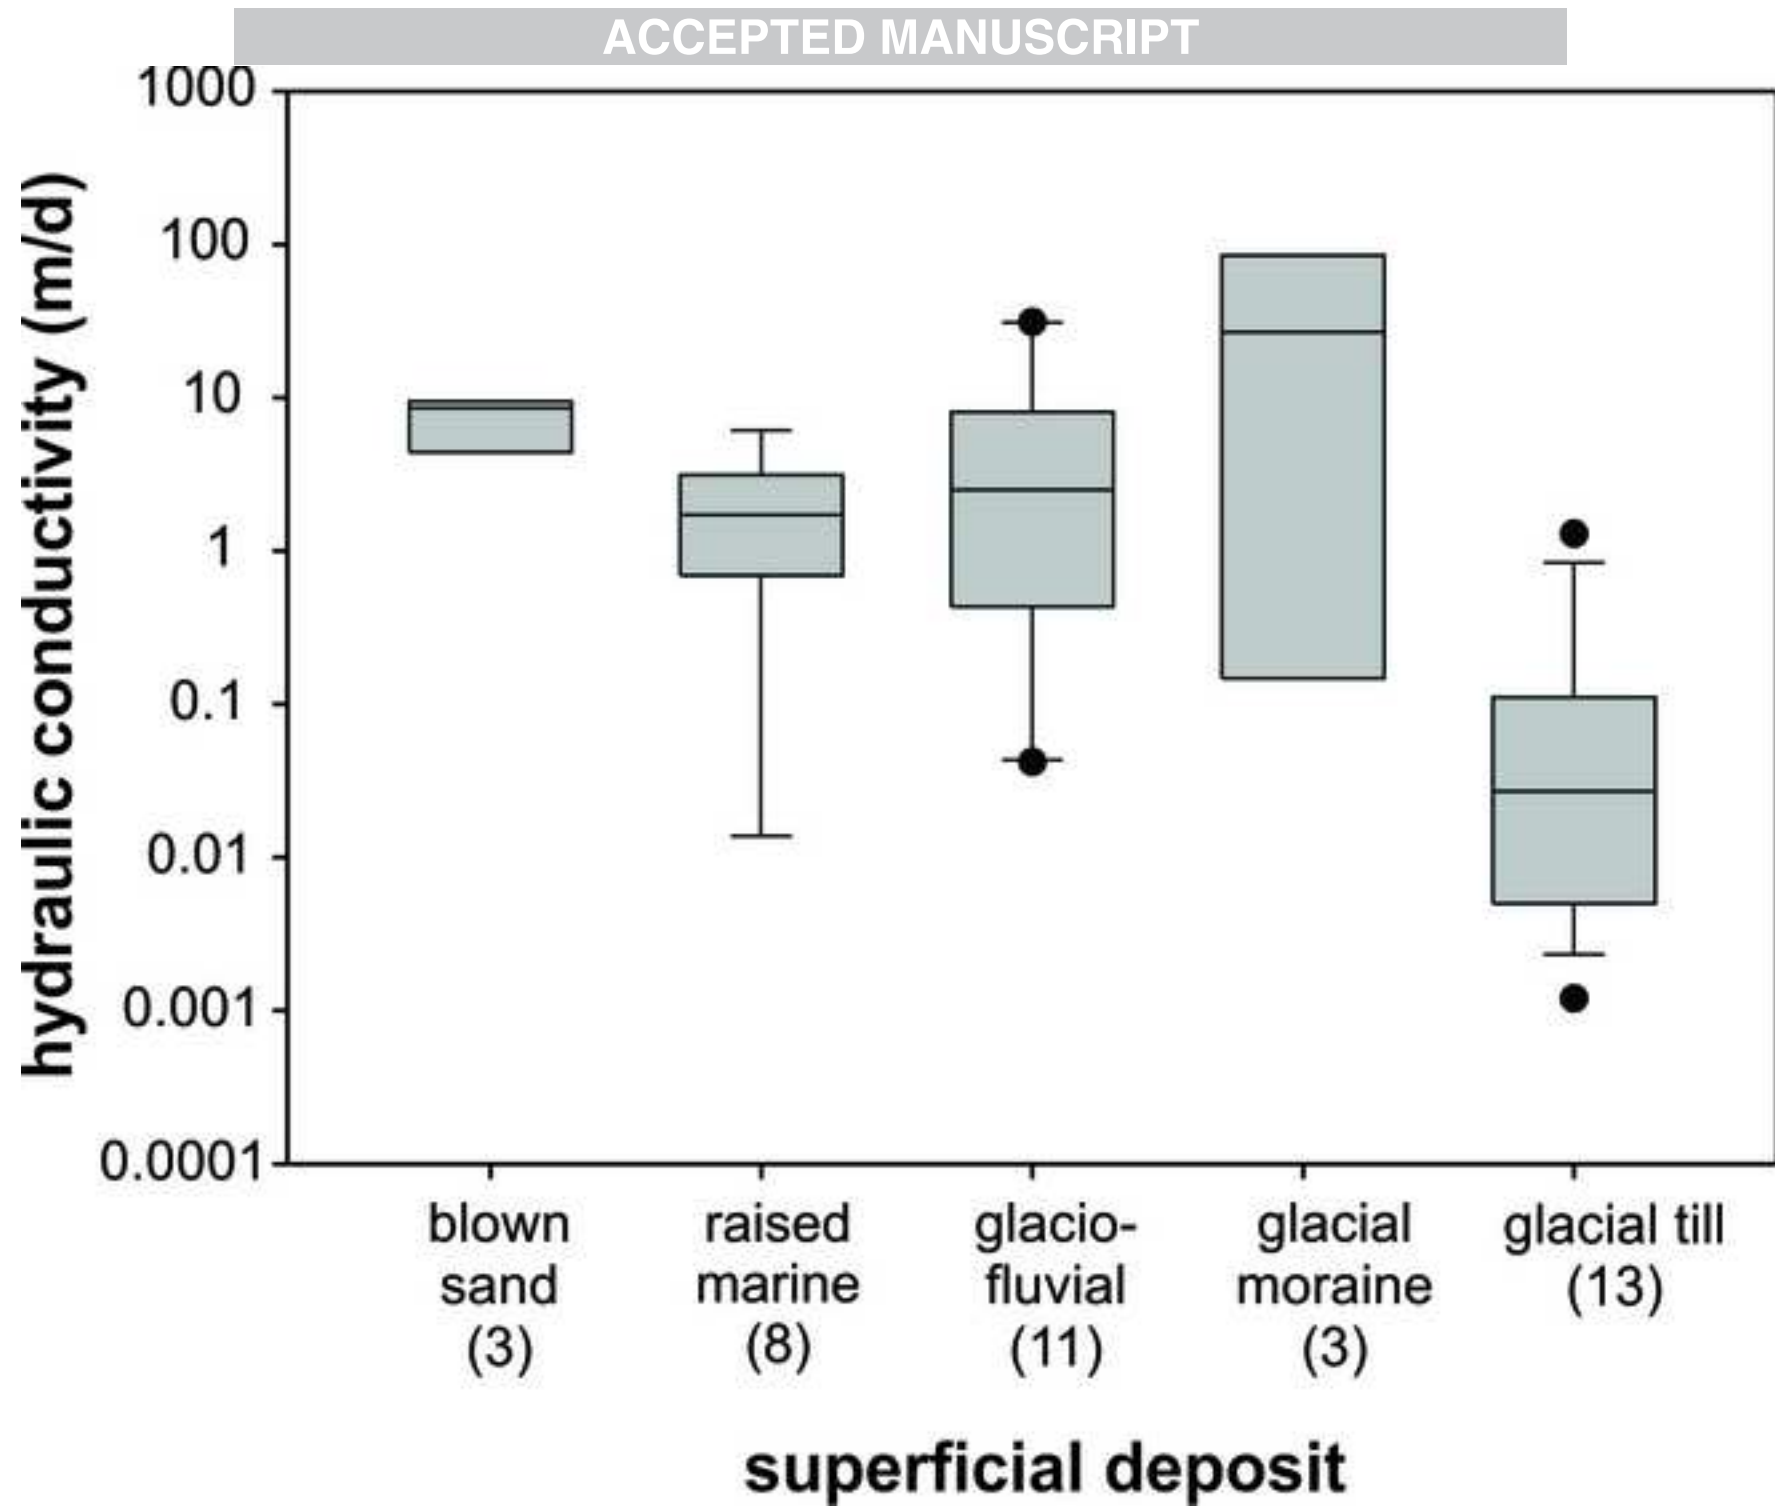 ACCEPTED MANUSCRIPT
1000
100
10
1
0.1
0.01
0.001
0.0001
hydraulic conductivity (m/d)
blown
sand
(3)
raised
marine
(8)
glacio-
fluvial
(11)
glacial
moraine
(3)
glacial till
(13)
superficial deposit